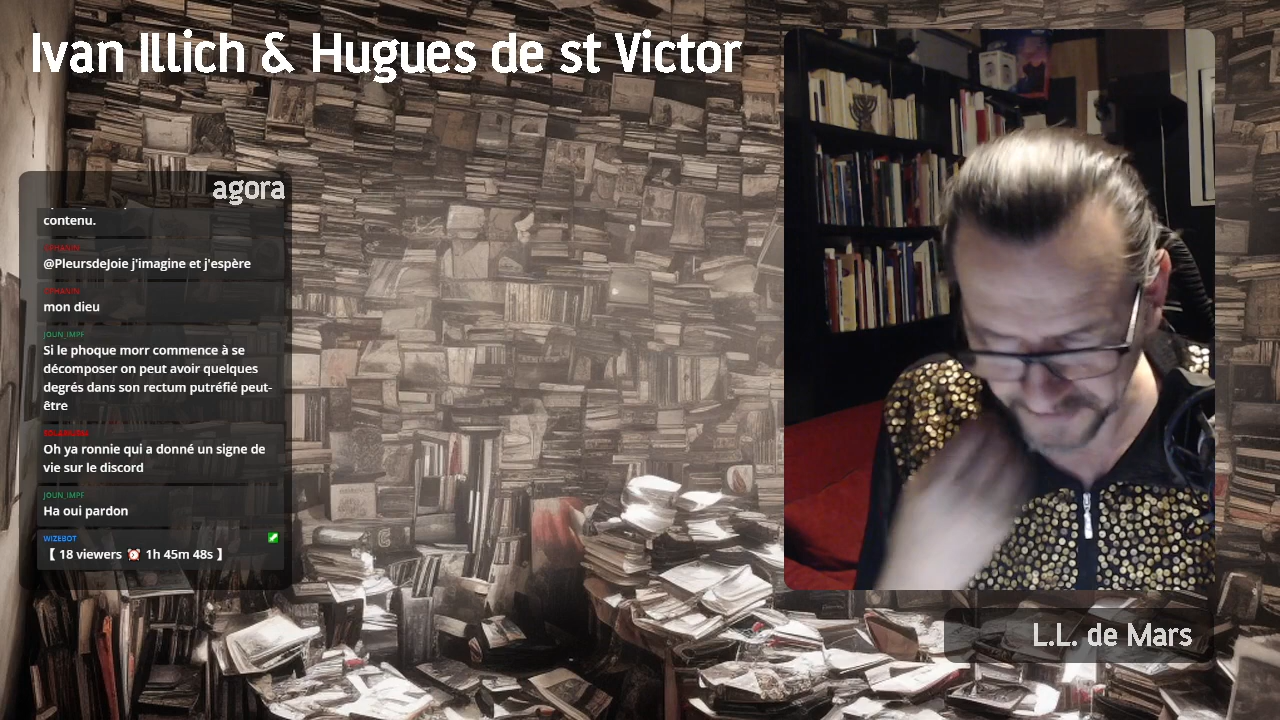 Ivan Illich & Hugues de st Victor
agora
contenu.
@PleursdeJoie j'imagine et j'espère
mon dieu
JOUN_IMPF
Si le phoque morr commence à se
décomposer on peut avoir quelques
degrés dans son rectum putréfié peut-
être
Oh ya ronnie qui a donné un signe de
vie sur le discord
JOUN_IMPF
Ha oui pardon
WIZEBOT
【 18 viewers ⏰ 1h 45m 48s 】
L.L. de Mars